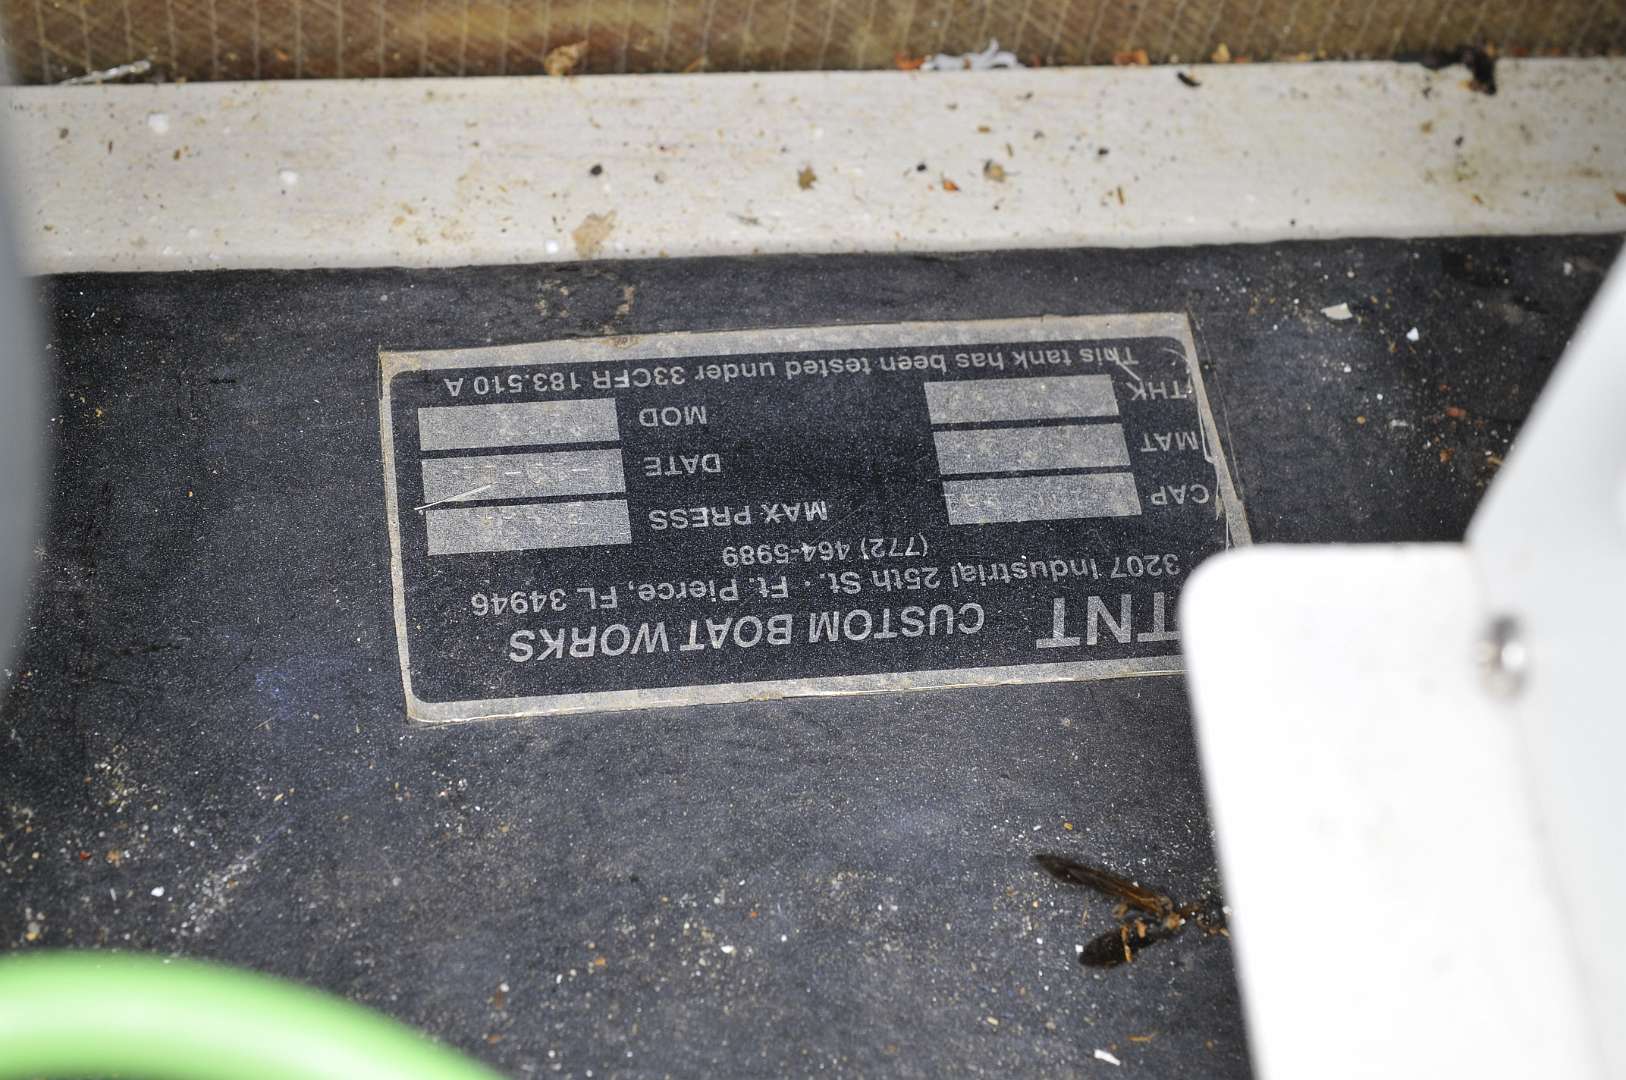 TNT CUSTOM BOAT WORKS
3207 Industrial 25th St. · Ft. Pierce, FL 34946
(772) 464-5989
CAP MAX PRESS
MAT DATE
THK MOD
This tank has been tested under 33CFR 183.510 A